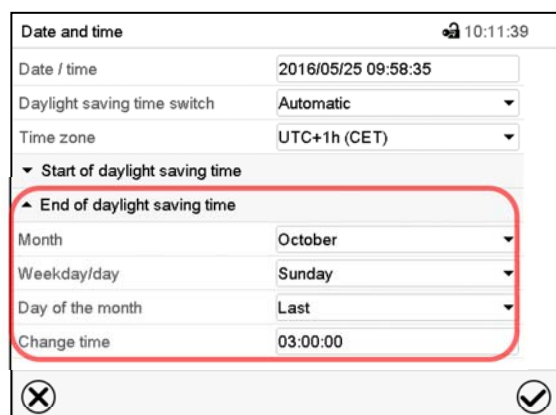 Date and time 10:11:39
Date / time 2016/05/25 09:58:35
Daylight saving time switch Automatic
Time zone UTC+1h (CET)
Start of daylight saving time
End of daylight saving time
Month October
Weekday/day Sunday
Day of the month Last
Change time 03:00:00